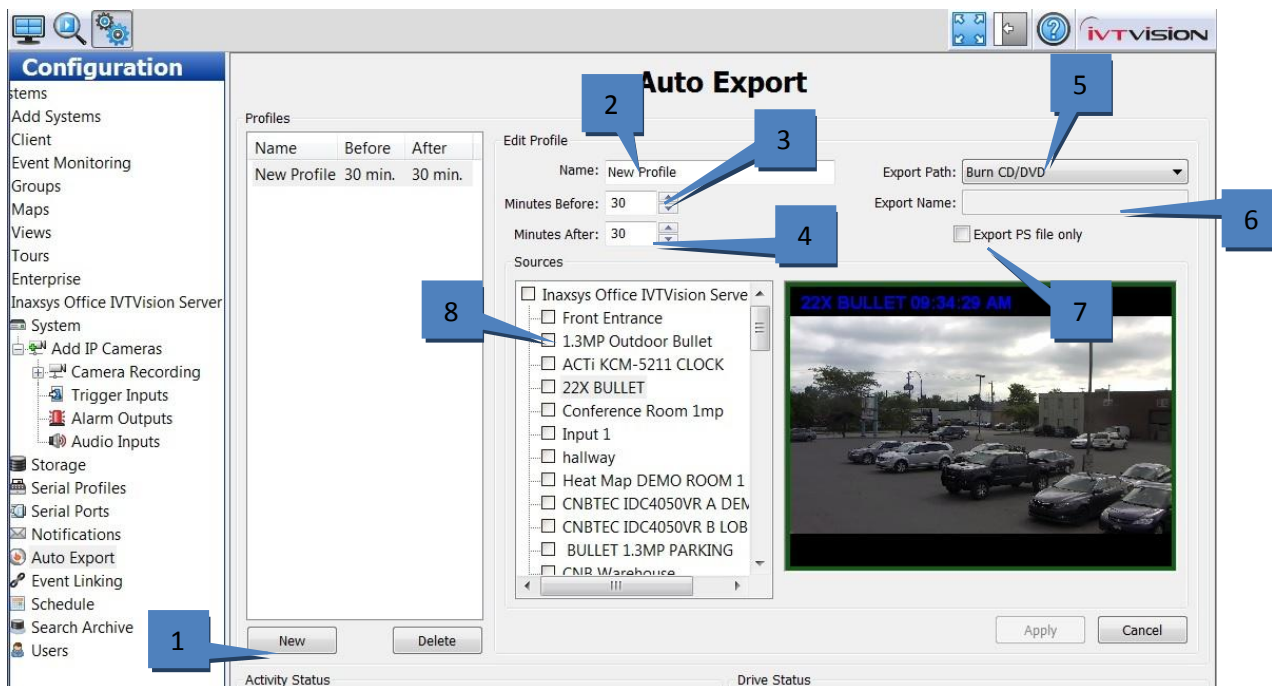 ivtvision
Configuration
stems
Add Systems
Client
Event Monitoring
Groups
Maps
Views
Tours
Enterprise
Inaxsys Office IVTVision Server
System
Add IP Cameras
Camera Recording
Trigger Inputs
Alarm Outputs
Audio Inputs
Storage
Serial Profiles
Serial Ports
Notifications
Auto Export
Event Linking
Schedule
Search Archive
Users
1
Auto Export
Profiles
Name Before After
New Profile 30 min. 30 min.
New Delete
Edit Profile
2
3
5
Name: New Profile
Minutes Before: 30
Minutes After: 30
4
Export Path: Burn CD/DVD
Export Name:
6
Export PS file only
7
Sources
8
Inaxsys Office IVTVision Serve
Front Entrance
1.3MP Outdoor Bullet
ACTi KCM-5211 CLOCK
22X BULLET
Conference Room 1mp
Input 1
hallway
Heat Map DEMO ROOM 1
CNBTEC IDC4050VR A DEM
CNBTEC IDC4050VR B LOB
BULLET 1.3MP PARKING
CNB Warehouse
22X BULLET 09:34:29 AM
Apply Cancel
Activity Status
Drive Status